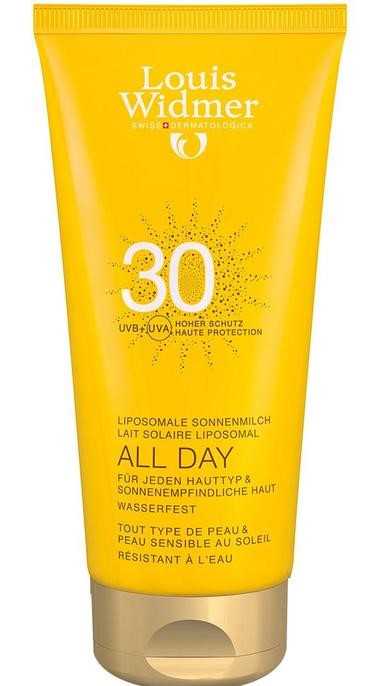 Louis
Widmer
SWISS DERMATOLOGICA
30
UVB+UVA HOHER SCHUTZ
HAUTE PROTECTION
LIPOSOMALE SONNENMILCH
LAIT SOLAIRE LIPOSOMAL
ALL DAY
FÜR JEDEN HAUTTYP &
SONNENEMPFINDLICHE HAUT
WASSERFEST
TOUT TYPE DE PEAU &
PEAU SENSIBLE AU SOLEIL
RÉSISTANT À L'EAU